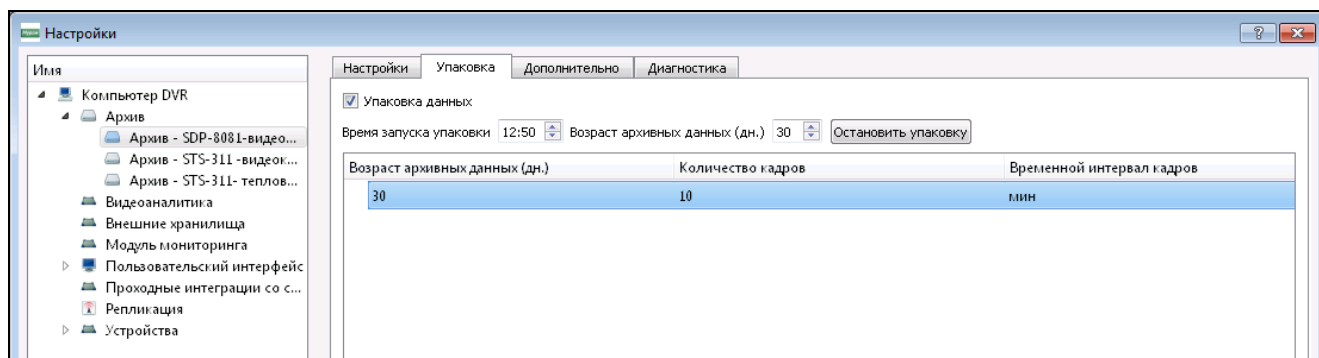 Настройки
Имя
Компьютер DVR
Архив
Архив - SDP-8081-видео...
Архив - STS-311 -видеок...
Архив - STS-311- теплов...
Видеоаналитика
Внешние хранилища
Модуль мониторинга
Пользовательский интерфейс
Проходные интеграции со с...
Репликация
Устройства
Настройки Упаковка Дополнительно Диагностика
Упаковка данных
Время запуска упаковки 12:50 Возраст архивных данных (дн.) 30 Остановить упаковку
Возраст архивных данных (дн.) Количество кадров Временной интервал кадров
30 10 мин